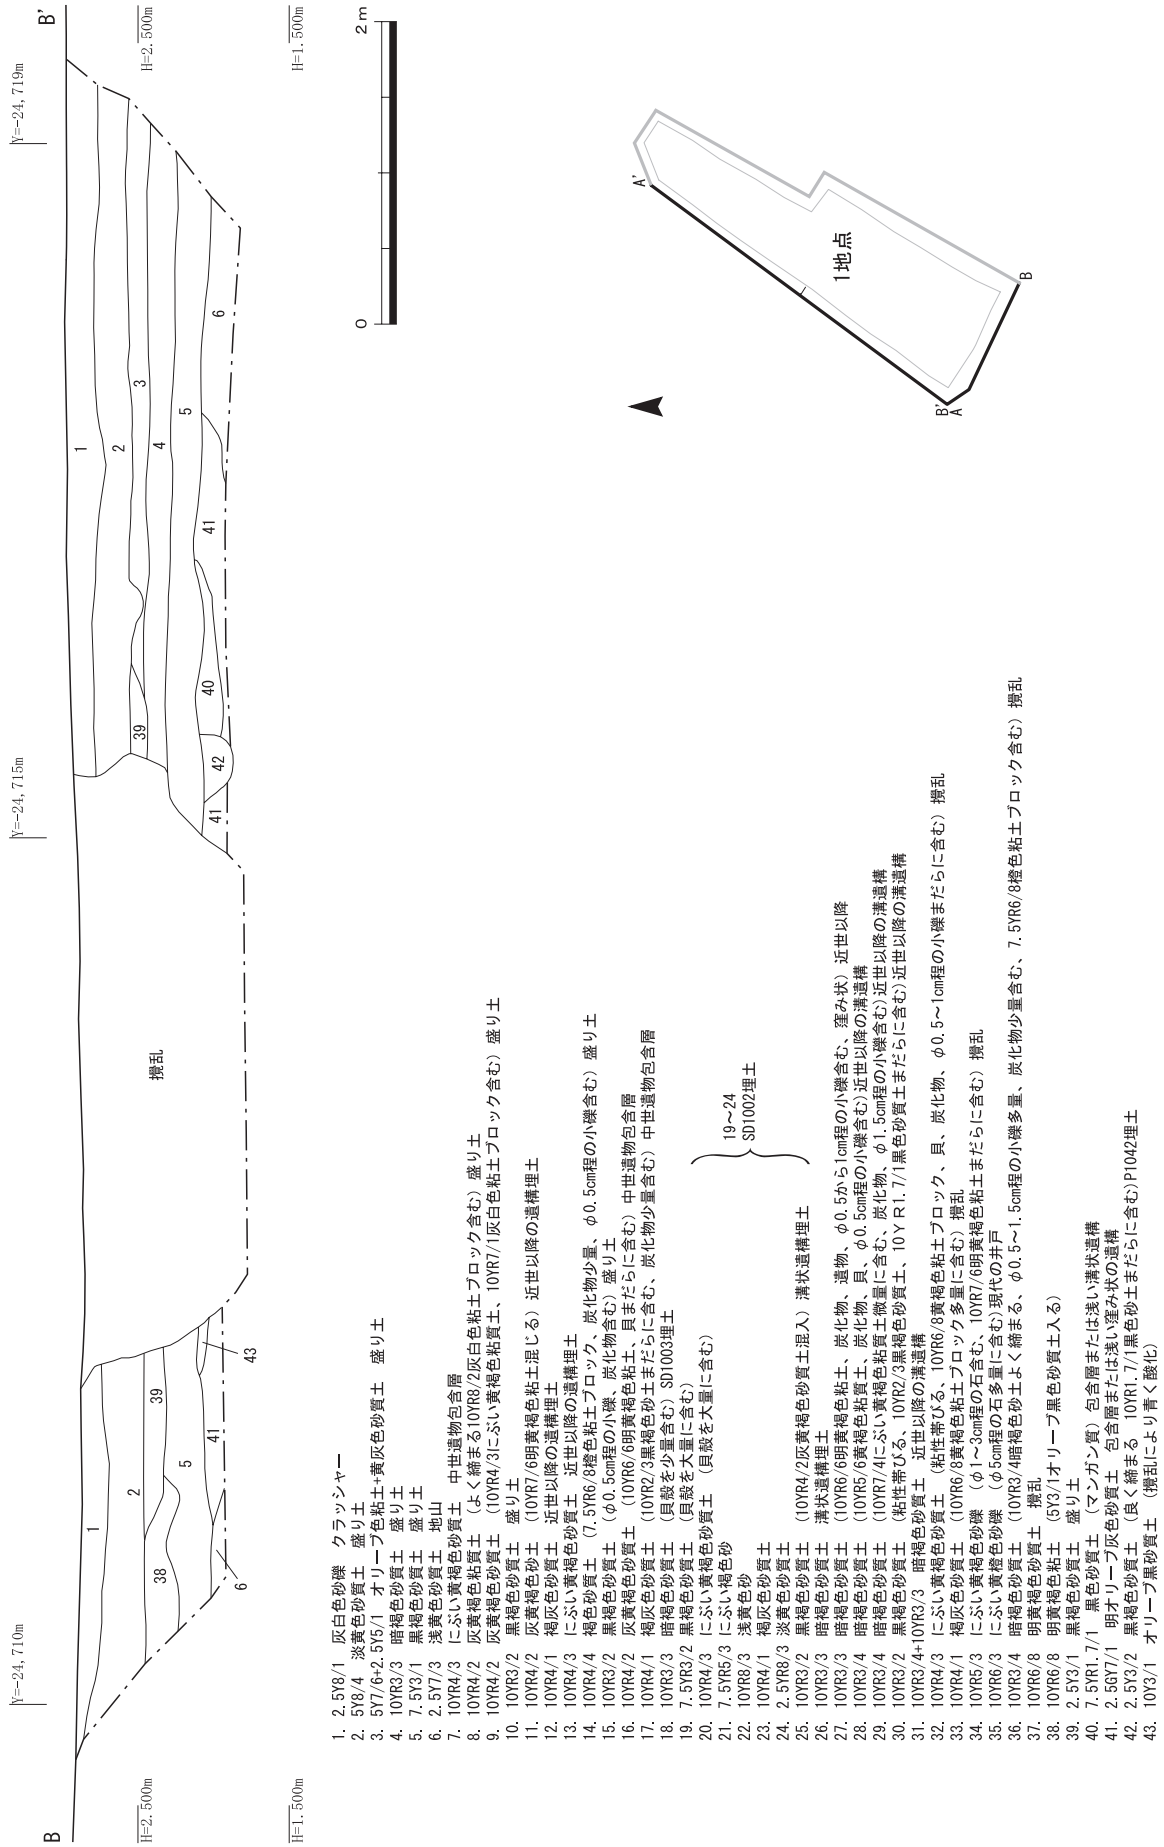 B
B'
Y=-24,710m
Y=-24,715m
Y=-24,719m
H=2.500m
H=2.500m
H=1.500m
H=1.500m
1
2
39
38
5
41
6
43
攪乱
1
2
3
39
4
5
40
42
41
41
6
0
2m
A'
1地点
B
B'
A
1. 2.5Y8/1 灰白色砂礫 クラッシャー
2. 5Y8/4 淡黄色砂質土 盛り土
3. 5Y7/6+2.5Y5/1 オリーブ色粘土+黄灰色砂質土 盛り土
4. 10YR3/3 暗褐色砂質土 盛り土
5. 7.5Y3/1 黒褐色砂質土 盛り土
6. 2.5Y7/3 浅黄色砂質土 地山
7. 10YR4/3 にぶい黄褐色砂質土 中世遺物包含層
8. 10YR4/2 灰黄褐色粘質土 (よく締まる10YR8/2灰白色粘土ブロック含む) 盛り土
9. 10YR4/2 灰黄褐色砂質土 (10YR4/3にぶい黄褐色粘質土、10YR7/1灰白色粘土ブロック含む) 盛り土
10. 10YR3/2 黒褐色砂質土 盛り土
11. 10YR4/2 灰黄褐色砂土 (10YR7/6明黄褐色粘土混じる) 近世以降の遺構埋土
12. 10YR4/1 褐灰色砂質土 近世以降の遺構埋土
13. 10YR4/3 にぶい黄褐色砂質土 近世以降の遺構埋土
14. 10YR4/4 褐色砂質土 (7.5YR6/8橙色粘土ブロック、炭化物少量、φ0.5cm程の小礫含む) 盛り土
15. 10YR3/2 黒褐色砂質土 (φ0.5cm程の小礫、炭化物含む) 盛り土
16. 10YR4/2 灰黄褐色砂質土 (10YR6/6明黄褐色粘土、貝まだらに含む) 中世遺物包含層
17. 10YR4/1 褐灰色砂質土 (10YR2/3黒褐色砂土まだらに含む、炭化物少量含む) 中世遺物包含層
18. 10YR3/3 暗褐色砂質土 (貝殻を少量含む) SD1003埋土
19. 7.5YR3/2 黒褐色砂質土 (貝殻を大量に含む)
20. 10YR4/3 にぶい黄褐色砂質土 (貝殻を大量に含む)
21. 7.5YR5/3 にぶい褐色砂
22. 10YR8/3 浅黄色砂
23. 10YR4/1 褐灰色砂質土
24. 2.5YR8/3 淡黄色砂質土
19～24
SD1002埋土
25. 10YR3/2 黒褐色砂質土 (10YR4/2灰黄褐色砂質土混入) 溝状遺構埋土
26. 10YR3/3 暗褐色砂質土 溝状遺構埋土
27. 10YR3/3 暗褐色砂質土 (10YR6/6明黄褐色粘土、炭化物、遺物、φ0.5から1cm程の小礫含む、窪み状) 近世以降
28. 10YR3/4 暗褐色砂質土 (10YR5/6黄褐色粘質土、炭化物、貝、φ0.5cm程の小礫含む)近世以降の溝遺構
29. 10YR3/4 暗褐色砂質土 (10YR7/4にぶい黄褐色粘質土微量に含む、炭化物、φ1.5cm程の小礫含む)近世以降の溝遺構
30. 10YR3/2 黒褐色砂質土 (粘性帯びる、10YR2/3黒褐色砂質土、10YR1.7/1黒色砂質土まだらに含む)近世以降の溝遺構
31. 10YR3/4+10YR3/3 暗褐色砂質土 近世以降の溝遺構
32. 10YR4/3 にぶい黄褐色砂質土 (粘性帯びる、10YR6/8黄褐色粘土ブロック、貝、炭化物、φ0.5～1cm程の小礫まだらに含む) 攪乱
33. 10YR4/1 褐灰色砂質土 (10YR6/8黄褐色粘土ブロック多量に含む) 攪乱
34. 10YR5/3 にぶい黄褐色砂礫 (φ1～3cm程の石含む、10YR7/6明黄褐色粘土まだらに含む) 攪乱
35. 10YR6/3 にぶい黄橙色砂礫 (φ5cm程の石多量に含む)現代の井戸
36. 10YR3/4 暗褐色砂質土 (10YR3/4暗褐色砂土よく締まる、φ0.5～1.5cm程の小礫多量、炭化物少量含む、7.5YR6/8橙色粘土ブロック含む) 攪乱
37. 10YR6/8 明黄褐色砂質土 攪乱
38. 10YR6/8 明黄褐色粘土 (5Y3/1オリーブ黒色砂質土入る)
39. 2.5Y3/1 黒褐色砂質土 盛り土
40. 7.5YR1.7/1 黒色砂質土 (マンガン質) 包含層または浅い溝状遺構
41. 2.5GY7/1 明オリーブ灰色砂質土 包含層または浅い窪み状の遺構
42. 2.5Y3/2 黒褐色砂質土 (良く締まる 10YR1.7/1黒色砂土まだらに含む)P1042埋土
43. 10Y3/1 オリーブ黒砂質土 (攪乱により青く酸化)